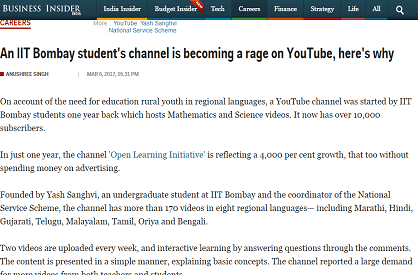 BUSINESS INSIDER
INDIA
India Insider
Budget Insider
New
Tech
Careers
Finance
Strategy
Life
All
CAREERS
More... YouTube Yash Sanghvi
National Service Scheme
An IIT Bombay student's channel is becoming a rage on YouTube, here's why
ANUSHREE SINGH MAR 6, 2017, 05.31 PM
On account of the need for education rural youth in regional languages, a YouTube channel was started by IIT
Bombay students one year back which hosts Mathematics and Science videos. It now has over 10,000
subscribers.
In just one year, the channel 'Open Learning Initiative' is reflecting a 4,000 per cent growth, that too without
spending money on advertising.
Founded by Yash Sanghvi, an undergraduate student at IIT Bombay and the coordinator of the National
Service Scheme, the channel has more than 170 videos in eight regional languages— including Marathi, Hindi,
Gujarati, Telugu, Malayalam, Tamil, Oriya and Bengali.
Two videos are uploaded every week, and interactive learning by answering questions through the comments.
The content is presented in a simple manner, explaining basic concepts. The channel reported a large demand
for more videos from both teachers and students.